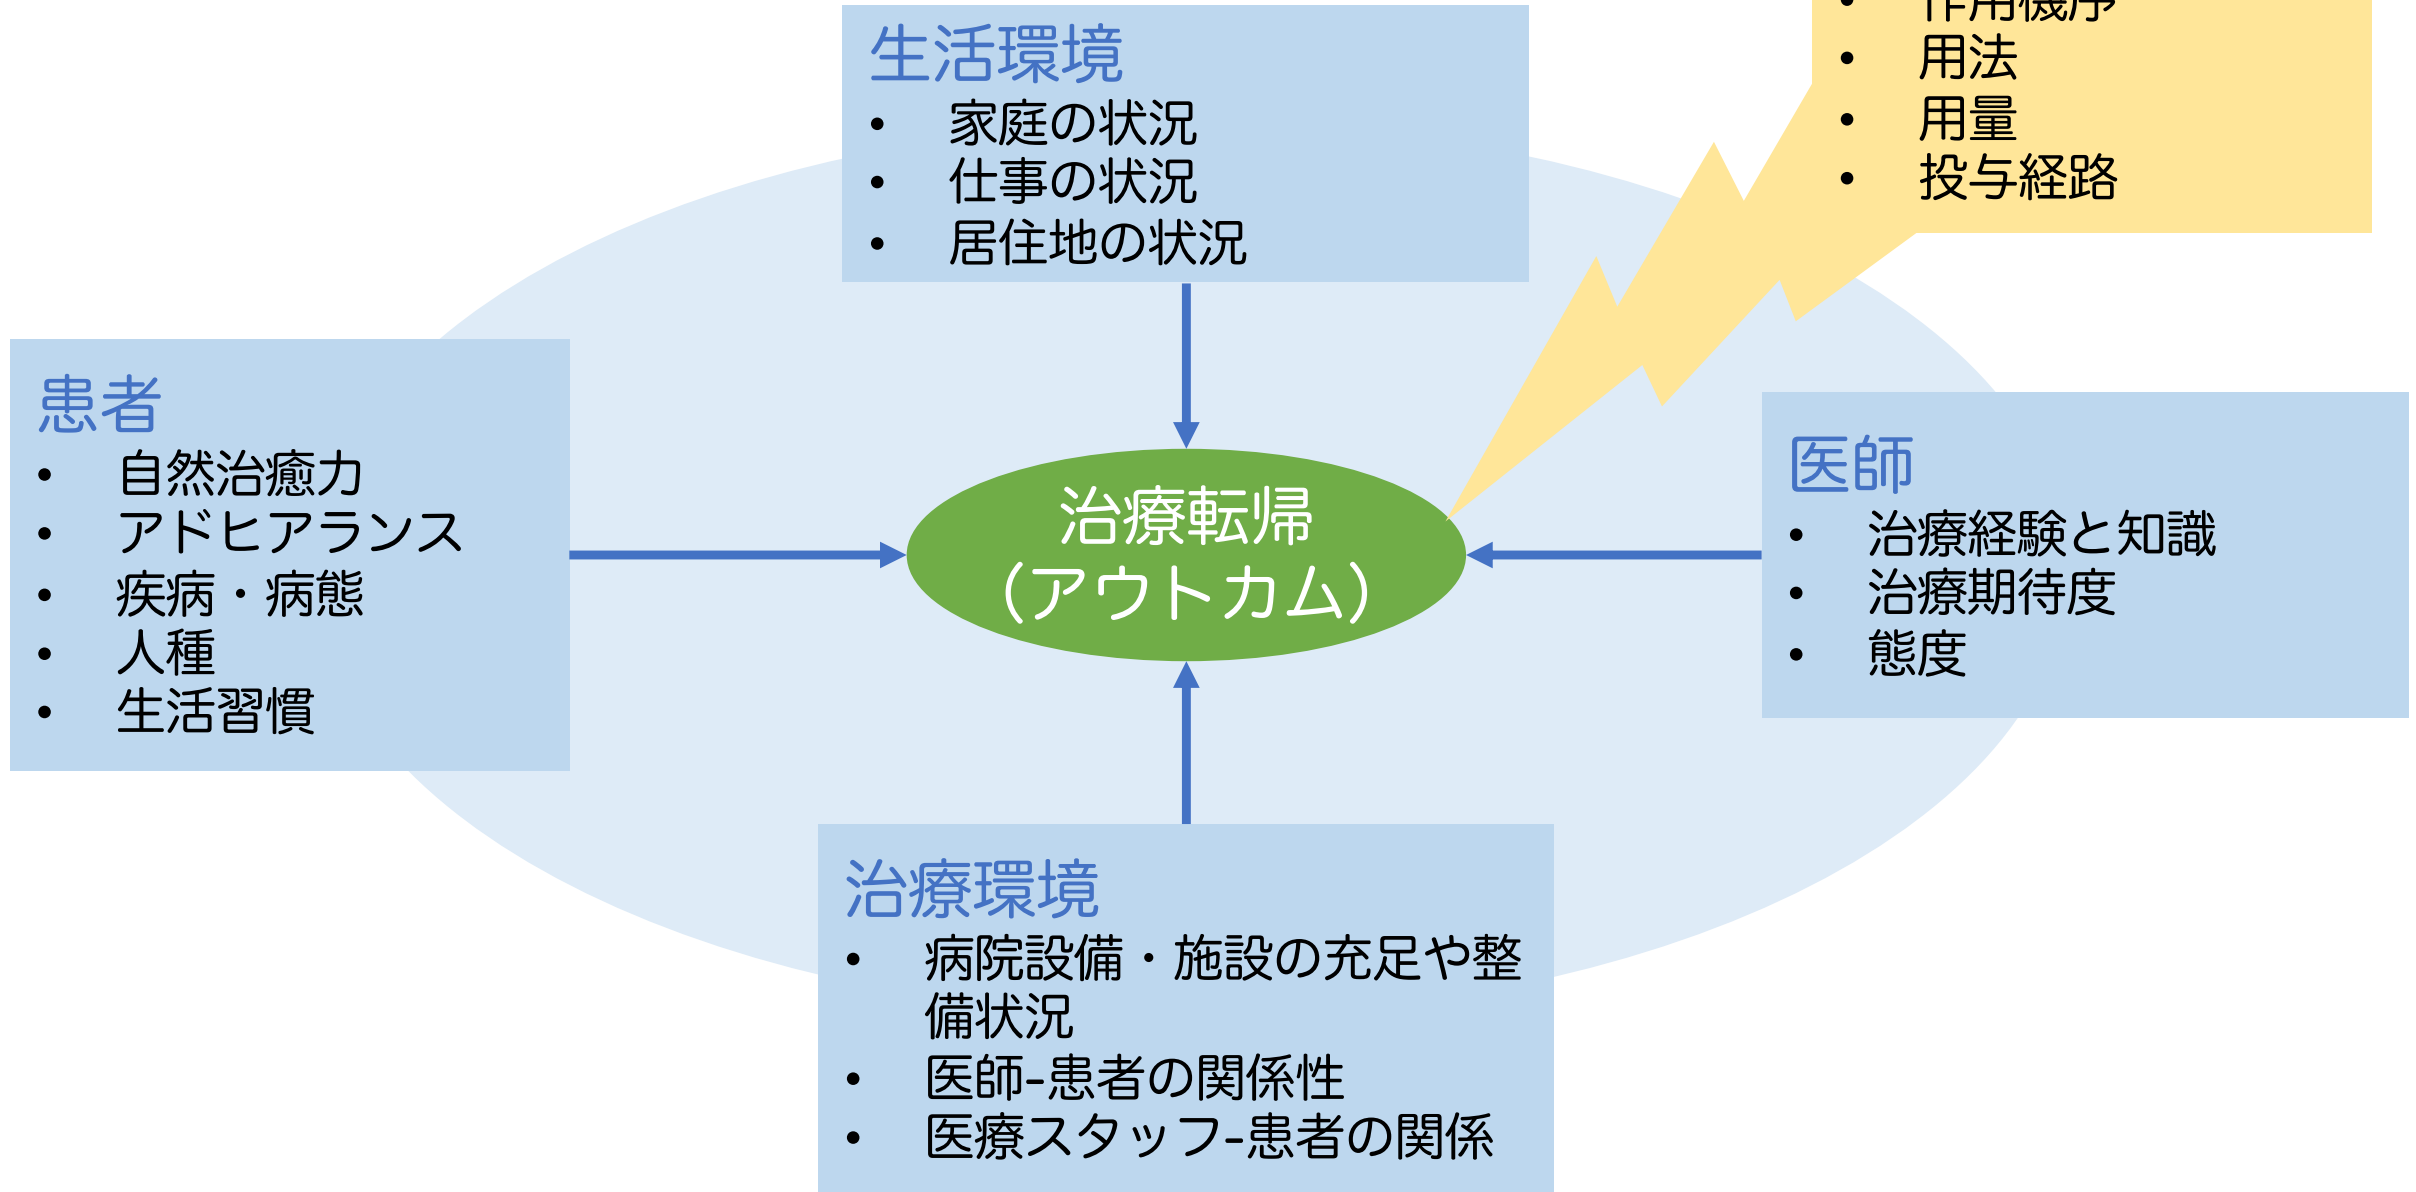 生活環境
• 家庭の状況
• 仕事の状況
• 居住地の状況
• 作用機序
• 用法
• 用量
• 投与経路
患者
• 自然治癒力
• アドヒアランス
• 疾病・病態
• 人種
• 生活習慣
治療転帰
（アウトカム）
医師
• 治療経験と知識
• 治療期待度
• 態度
治療環境
• 病院設備・施設の充足や整
備状況
• 医師-患者の関係性
• 医療スタッフ-患者の関係